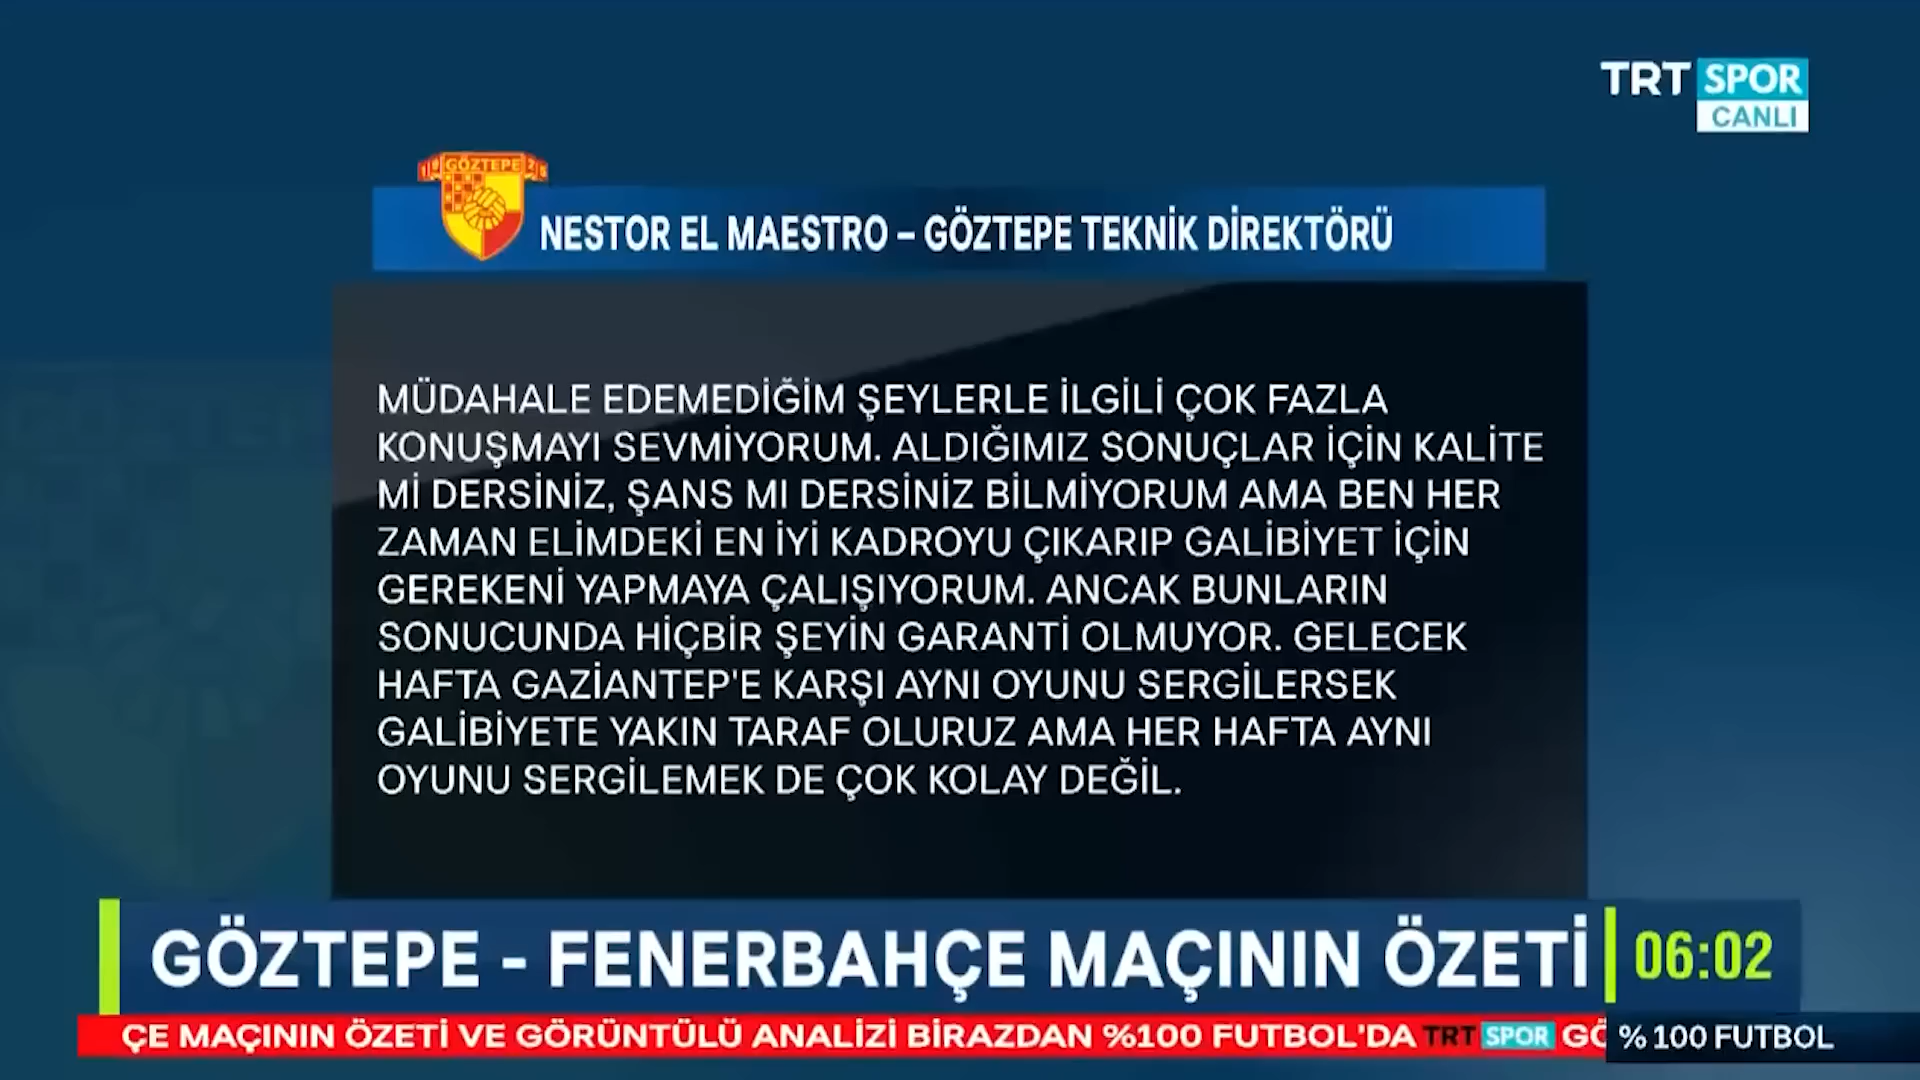 TRT SPOR
CANLI
GÖZTEPE
NESTOR EL MAESTRO – GÖZTEPE TEKNİK DİREKTÖRÜ
MÜDAHALE EDEMEDİĞİM ŞEYLERLE İLGİLİ ÇOK FAZLA
KONUŞMAYI SEVMİYORUM. ALDIĞIMIZ SONUÇLAR İÇİN KALİTE
Mİ DERSİNİZ, ŞANS MI DERSİNİZ BİLMİYORUM AMA BEN HER
ZAMAN ELİMDEKİ EN İYİ KADROYU ÇIKARIP GALİBİYET İÇİN
GEREKENİ YAPMAYA ÇALIŞIYORUM. ANCAK BUNLARIN
SONUCUNDA HİÇBİR ŞEYİN GARANTİ OLMUYOR. GELECEK
HAFTA GAZİANTEP'E KARŞI AYNI OYUNU SERGİLERSEK
GALİBİYETE YAKIN TARAF OLURUZ AMA HER HAFTA AYNI
OYUNU SERGİLEMEK DE ÇOK KOLAY DEĞİL.
GÖZTEPE - FENERBAHÇE MAÇININ ÖZETİ 06:02
ÇE MAÇININ ÖZETİ VE GÖRÜNTÜLÜ ANALİZİ BİRAZDAN %100 FUTBOL'DA TRT SPOR GÖ % 100 FUTBOL